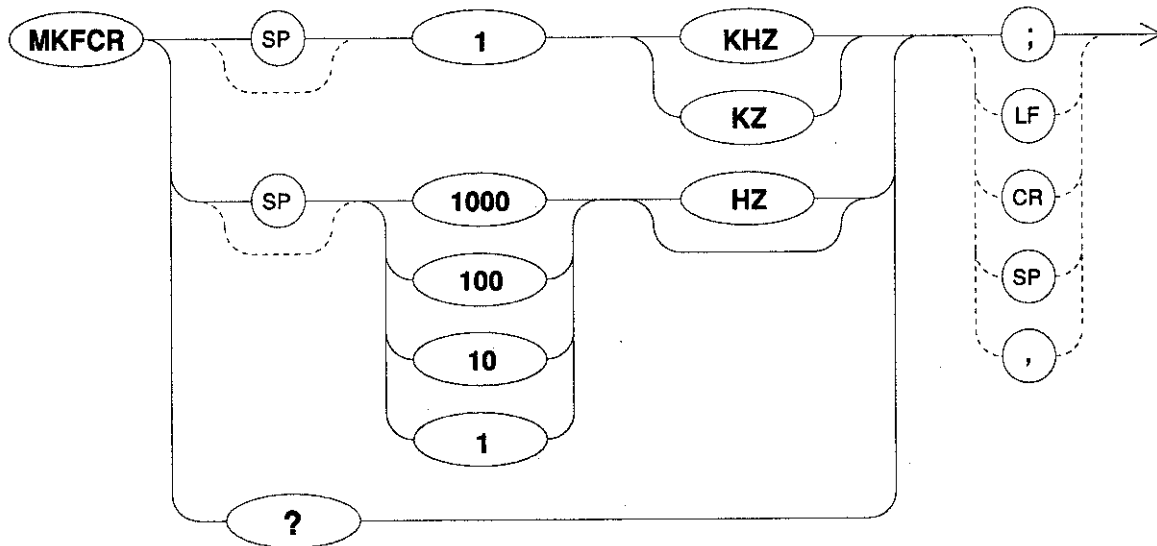 MKFCR SP 1 KHZ ;
KZ LF
SP 1000 HZ CR
100 SP
10 ,
1
?